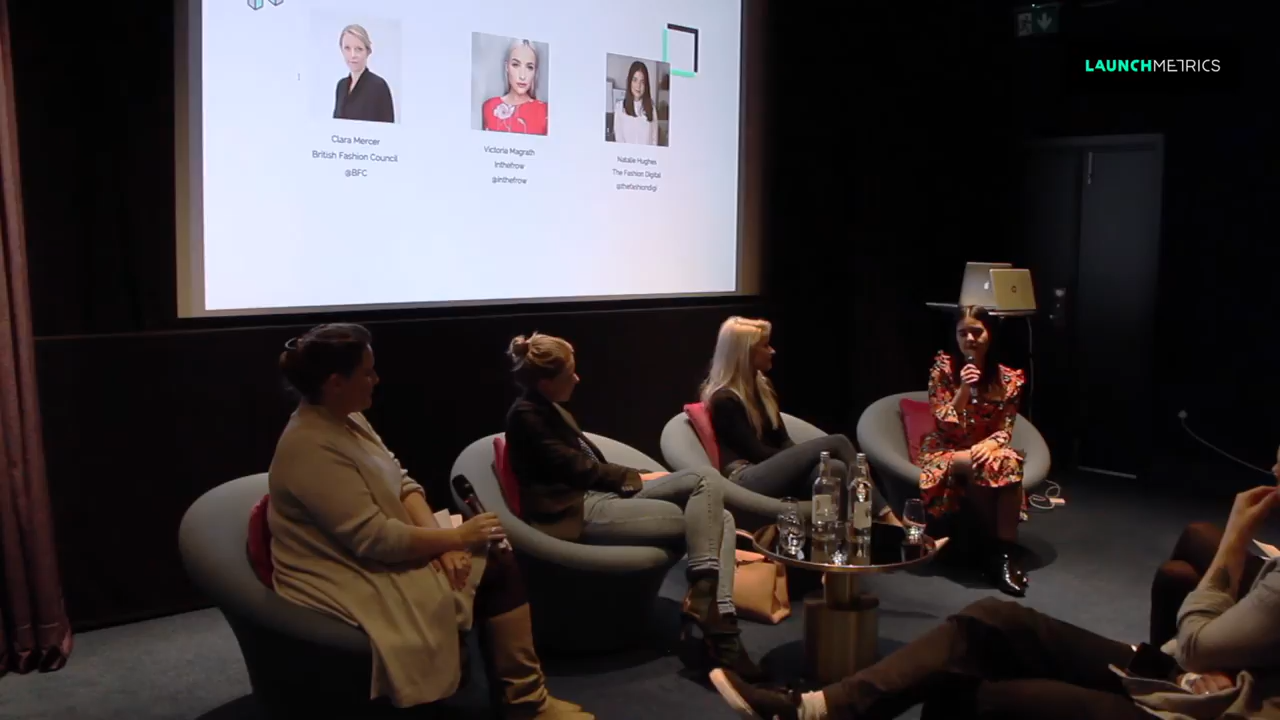 LAUNCHMETRICS
Clara Mercer
British Fashion Council
@BFC
Victoria Magrath
Inthefrow
@inthefrow
Natalie Hughes
The Fashion Digital
@thefashiondigi